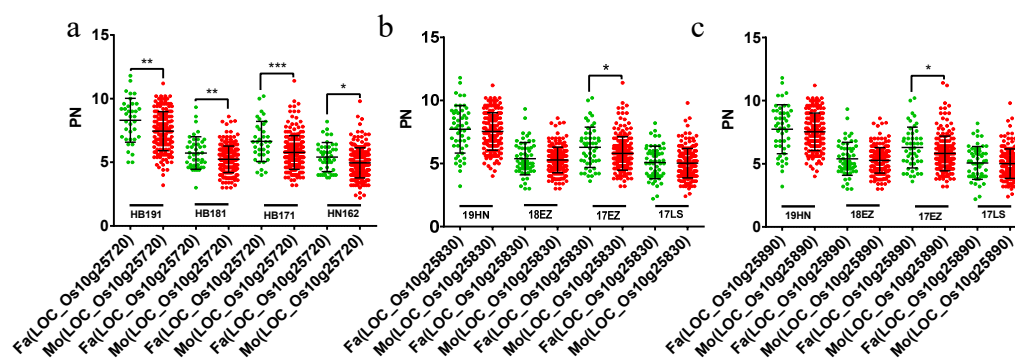 a
PN
15
10
5
0
**
**
***
*
HB191
HB181
HB171
HN162
Fa(LOC_Os10g25720)
Mo(LOC_Os10g25720)
Fa(LOC_Os10g25720)
Mo(LOC_Os10g25720)
Fa(LOC_Os10g25720)
Mo(LOC_Os10g25720)
Fa(LOC_Os10g25720)
Mo(LOC_Os10g25720)
b
PN
15
10
5
0
*
19HN
18EZ
17EZ
17LS
Fa(LOC_Os10g25830)
Mo(LOC_Os10g25830)
Fa(LOC_Os10g25830)
Mo(LOC_Os10g25830)
Fa(LOC_Os10g25830)
Mo(LOC_Os10g25830)
Fa(LOC_Os10g25830)
Mo(LOC_Os10g25830)
c
PN
15
10
5
0
*
19HN
18EZ
17EZ
17LS
Fa(LOC_Os10g25890)
Mo(LOC_Os10g25890)
Fa(LOC_Os10g25890)
Mo(LOC_Os10g25890)
Fa(LOC_Os10g25890)
Mo(LOC_Os10g25890)
Fa(LOC_Os10g25890)
Mo(LOC_Os10g25890)